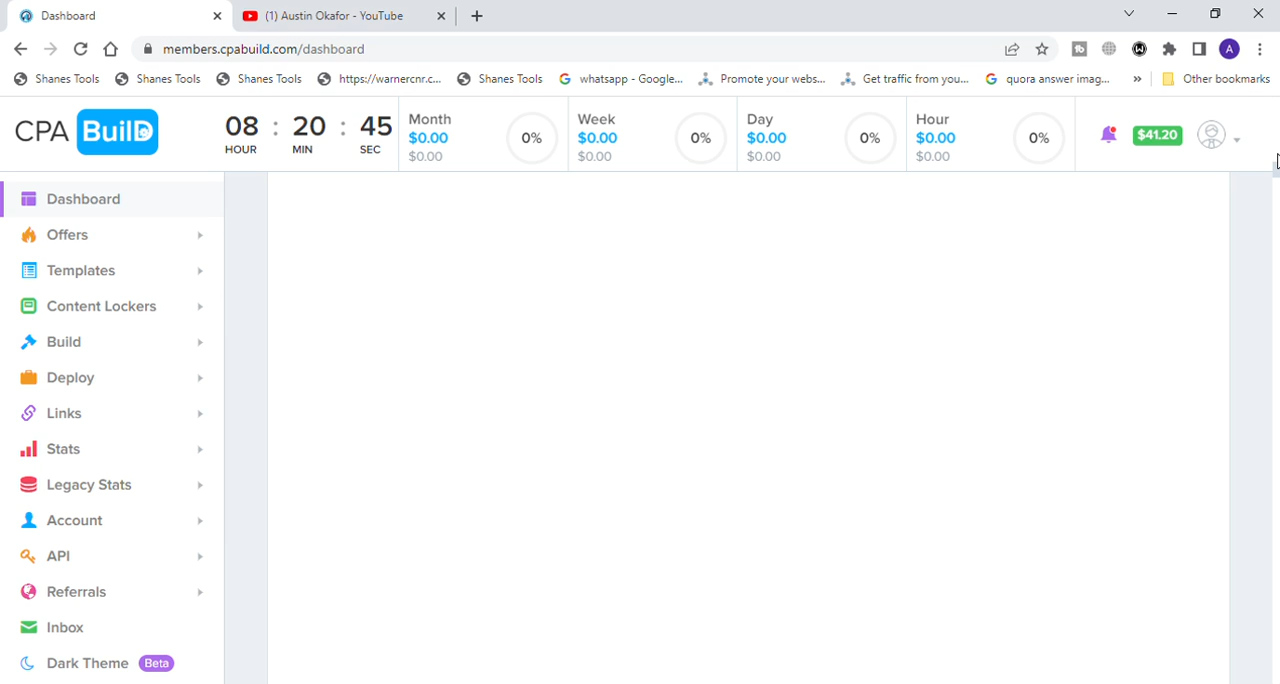 Dashboard
(1) Austin Okafor - YouTube
members.cpabuild.com/dashboard
A
Shanes Tools
Shanes Tools
Shanes Tools
https://warnercnr.c...
Shanes Tools
whatsapp - Google...
Promote your webs...
Get traffic from you...
quora answer imag...
»
Other bookmarks
CPA BuilD
08 : 20 : 45
HOUR MIN SEC
Month
$0.00
$0.00
0%
Week
$0.00
$0.00
0%
Day
$0.00
$0.00
0%
Hour
$0.00
$0.00
0%
$41.20
Dashboard
Offers
Templates
Content Lockers
Build
Deploy
Links
Stats
Legacy Stats
Account
API
Referrals
Inbox
Dark Theme Beta